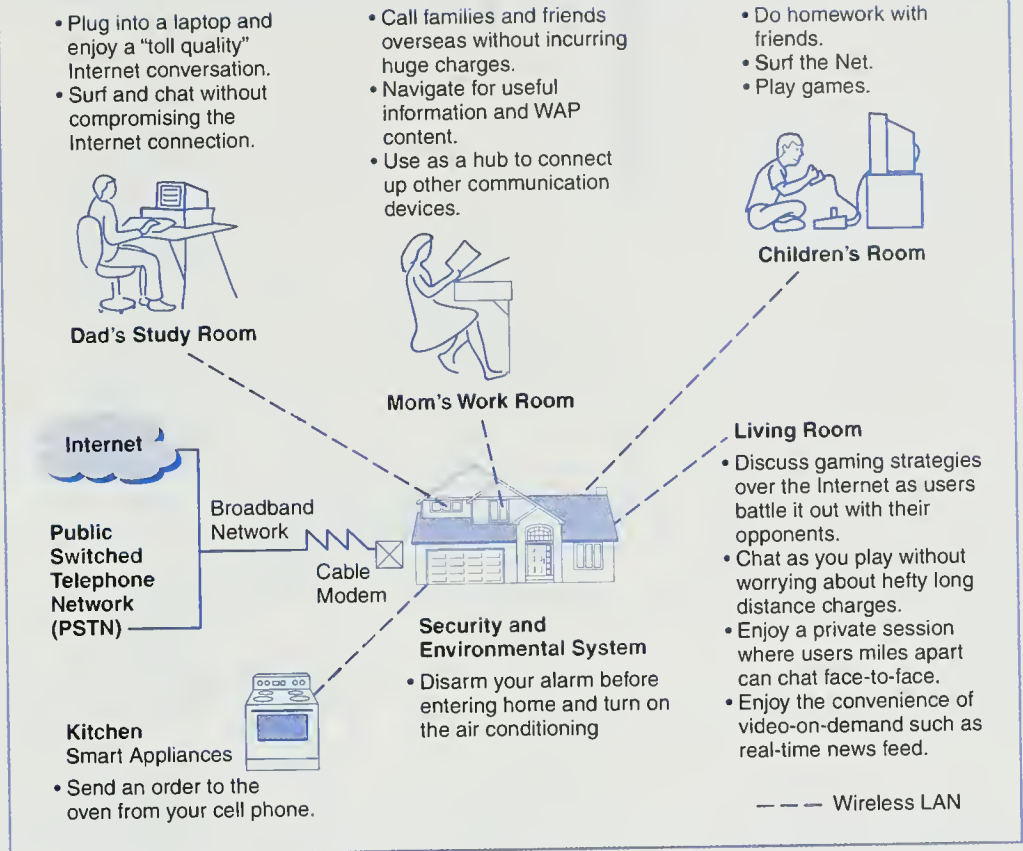 • Plug into a laptop and
enjoy a “toll quality”
Internet conversation.
• Surf and chat without
compromising the
Internet connection.
Dad's Study Room
• Call families and friends
overseas without incurring
huge charges.
• Navigate for useful
information and WAP
content.
• Use as a hub to connect
up other communication
devices.
Mom's Work Room
• Do homework with
friends.
• Surf the Net.
• Play games.
Children's Room
Internet
Public
Switched
Telephone
Network
(PSTN)
Broadband
Network
Cable
Modem
Living Room
• Discuss gaming strategies
over the Internet as users
battle it out with their
opponents.
• Chat as you play without
worrying about hefty long
distance charges.
• Enjoy a private session
where users miles apart
can chat face-to-face.
• Enjoy the convenience of
video-on-demand such as
real-time news feed.
Security and
Environmental System
• Disarm your alarm before
entering home and turn on
the air conditioning
Kitchen
Smart Appliances
• Send an order to the
oven from your cell phone.
Wireless LAN